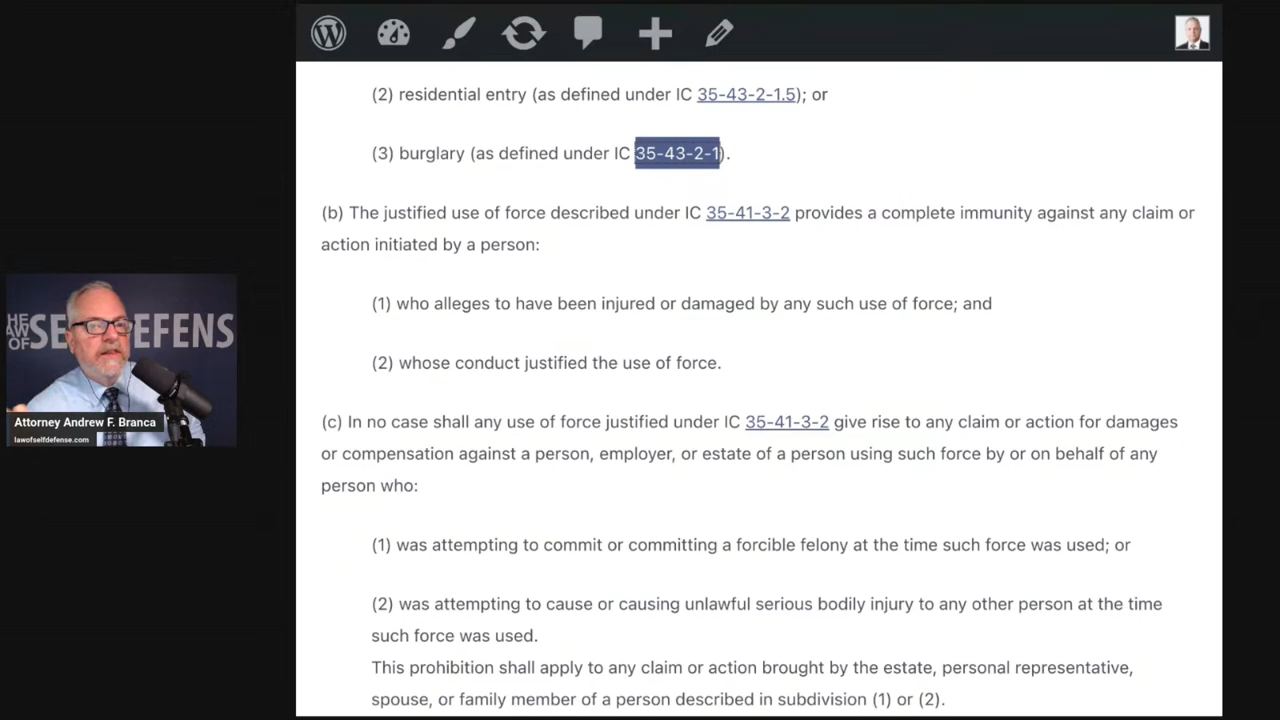 (2) residential entry (as defined under IC 35-43-2-1.5); or
(3) burglary (as defined under IC 35-43-2-1).
(b) The justified use of force described under IC 35-41-3-2 provides a complete immunity against any claim or
action initiated by a person:
(1) who alleges to have been injured or damaged by any such use of force; and
(2) whose conduct justified the use of force.
(c) In no case shall any use of force justified under IC 35-41-3-2 give rise to any claim or action for damages
or compensation against a person, employer, or estate of a person using such force by or on behalf of any
person who:
(1) was attempting to commit or committing a forcible felony at the time such force was used; or
(2) was attempting to cause or causing unlawful serious bodily injury to any other person at the time
such force was used.
This prohibition shall apply to any claim or action brought by the estate, personal representative,
spouse, or family member of a person described in subdivision (1) or (2).
OF SE EFENS
Attorney Andrew F. Branca
lawofselfdefense.com